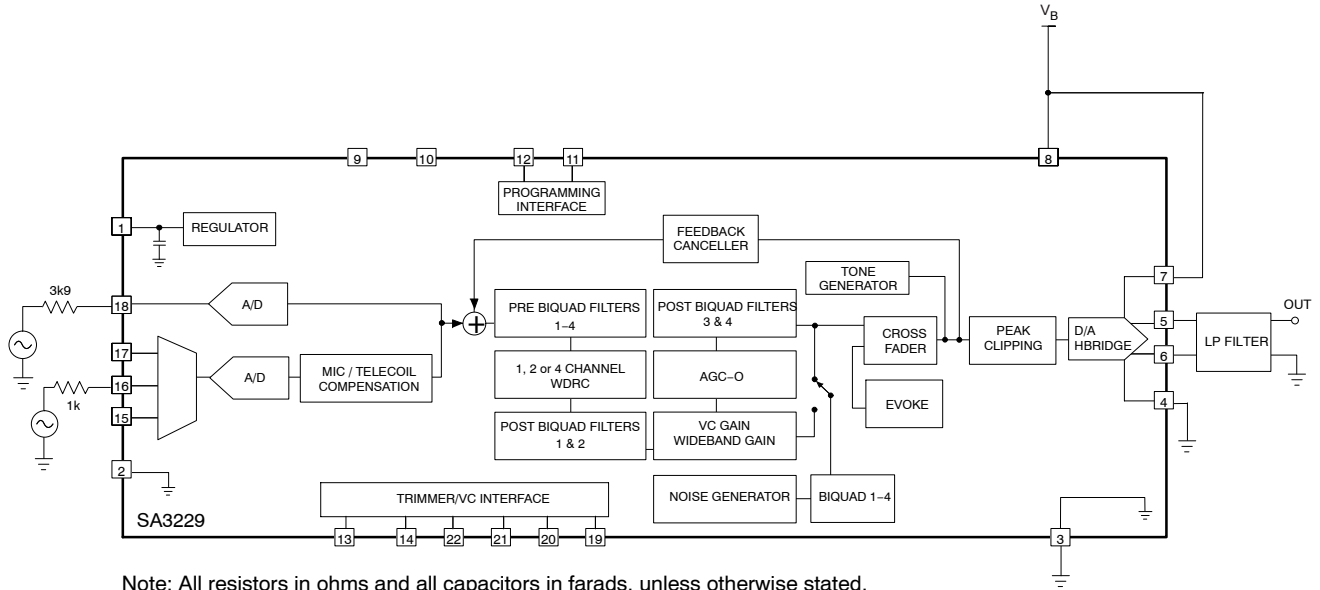 V B
9
10
12
11
8
PROGRAMMING
INTERFACE
1
REGULATOR
FEEDBACK
CANCELLER
TONE
GENERATOR
7
3k9
18
A/D
PRE BIQUAD FILTERS
1−4
POST BIQUAD FILTERS
3 & 4
CROSS
FADER
PEAK
CLIPPING
D/A
HBRIDGE
5
OUT
LP FILTER
6
17
16
15
1k
A/D
MIC / TELECOIL
COMPENSATION
1, 2 or 4 CHANNEL
WDRC
AGC−O
EVOKE
4
POST BIQUAD FILTERS
1 & 2
VC GAIN
WIDEBAND GAIN
2
NOISE GENERATOR
BIQUAD 1−4
TRIMMER/VC INTERFACE
SA3229
13
14
22
21
20
19
3
Note: All resistors in ohms and all capacitors in farads, unless otherwise stated.